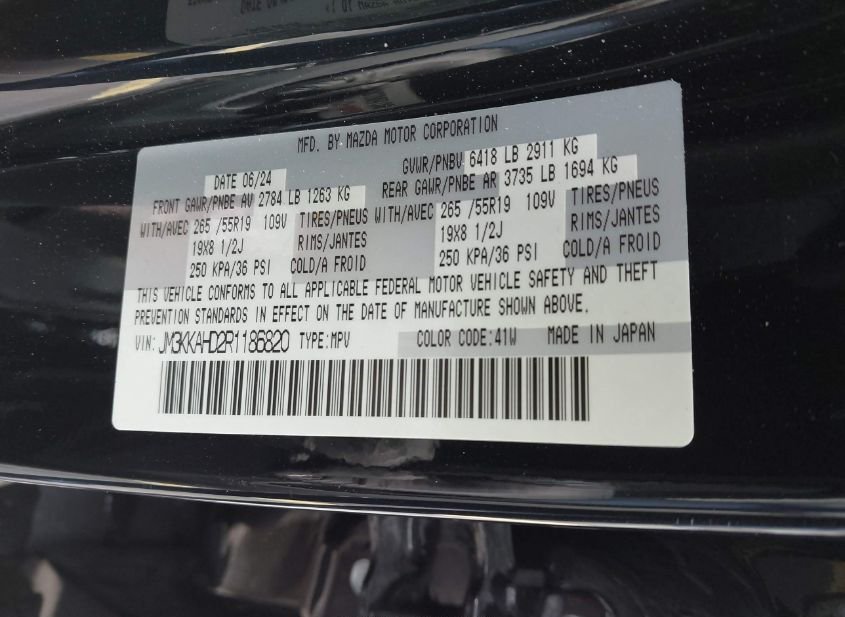 MFD. BY MAZDA MOTOR CORPORATION
DATE 06/24 GVWR/PNBV 6418 LB 2911 KG
FRONT GAWR/PNBE AV 2784 LB 1263 KG REAR GAWR/PNBE AR 3735 LB 1694 KG
WITH/AVEC 265 /55R19 109V TIRES/PNEUS WITH/AVEC 265 /55R19 109V TIRES/PNEUS
19X8 1/2J RIMS/JANTES 19X8 1/2J RIMS/JANTES
250 KPA/36 PSI COLD/A FROID 250 KPA/36 PSI COLD/A FROID
THIS VEHICLE CONFORMS TO ALL APPLICABLE FEDERAL MOTOR VEHICLE SAFETY AND THEFT
PREVENTION STANDARDS IN EFFECT ON THE DATE OF MANUFACTURE SHOWN ABOVE.
VIN: JM3KKAHD2R1185820 TYPE:MPV COLOR CODE:41W MADE IN JAPAN